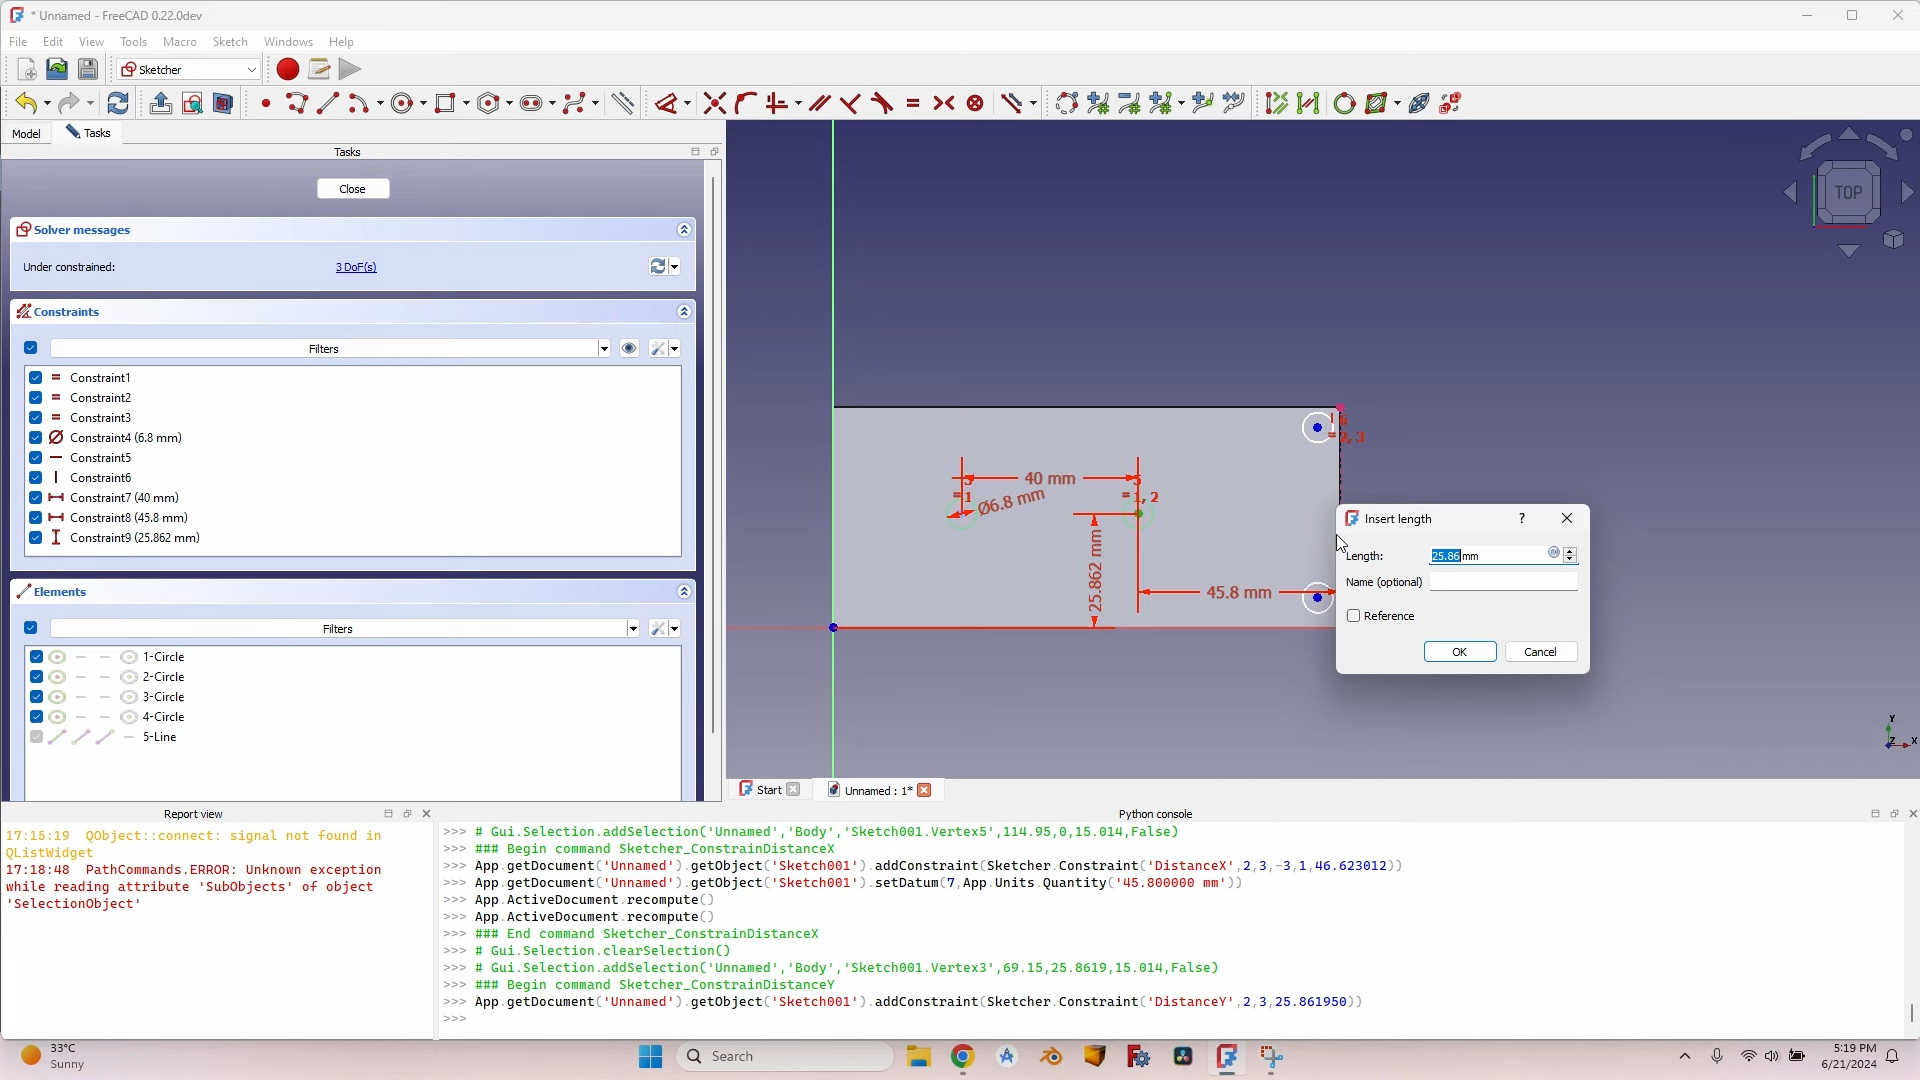 * Unnamed - FreeCAD 0.22.0dev
File Edit View Tools Macro Sketch Windows Help
Sketcher
Model Tasks
Tasks
Close
Solver messages
Under constrained: 3 DoF(s)
Constraints
Filters
Constraint1
Constraint2
Constraint3
Constraint4 (6.8 mm)
Constraint5
Constraint6
Constraint7 (40 mm)
Constraint8 (45.8 mm)
Constraint9 (25.862 mm)
Elements
Filters
1-Circle
2-Circle
3-Circle
4-Circle
5-Line
TOP
40 mm
= 1
Ø6.8 mm
= 1, 2
= 2, 3
25.862 mm
45.8 mm
Insert length
?
Length: 25.86 mm
Name (optional)
Reference
OK Cancel
Y
Z X
Start Unnamed : 1*
Report view
17:15:19 QObject::connect: signal not found in
QListWidget
17:18:48 PathCommands.ERROR: Unknown exception
while reading attribute 'SubObjects' of object
'SelectionObject'
Python console
>>> # Gui.Selection.addSelection('Unnamed','Body','Sketch001.Vertex5',114.95,0,15.014,False)
>>> ### Begin command Sketcher_ConstrainDistanceX
>>> App.getDocument('Unnamed').getObject('Sketch001').addConstraint(Sketcher.Constraint('DistanceX',2,3,-3,1,46.623012))
>>> App.getDocument('Unnamed').getObject('Sketch001').setDatum(7,App.Units.Quantity('45.800000 mm'))
>>> App.ActiveDocument.recompute()
>>> App.ActiveDocument.recompute()
>>> ### End command Sketcher_ConstrainDistanceX
>>> # Gui.Selection.clearSelection()
>>> # Gui.Selection.addSelection('Unnamed','Body','Sketch001.Vertex3',69.15,25.8619,15.014,False)
>>> ### Begin command Sketcher_ConstrainDistanceY
>>> App.getDocument('Unnamed').getObject('Sketch001').addConstraint(Sketcher.Constraint('DistanceY',2,3,25.861950))
>>>
33°C
Sunny
Search
5:19 PM
6/21/2024